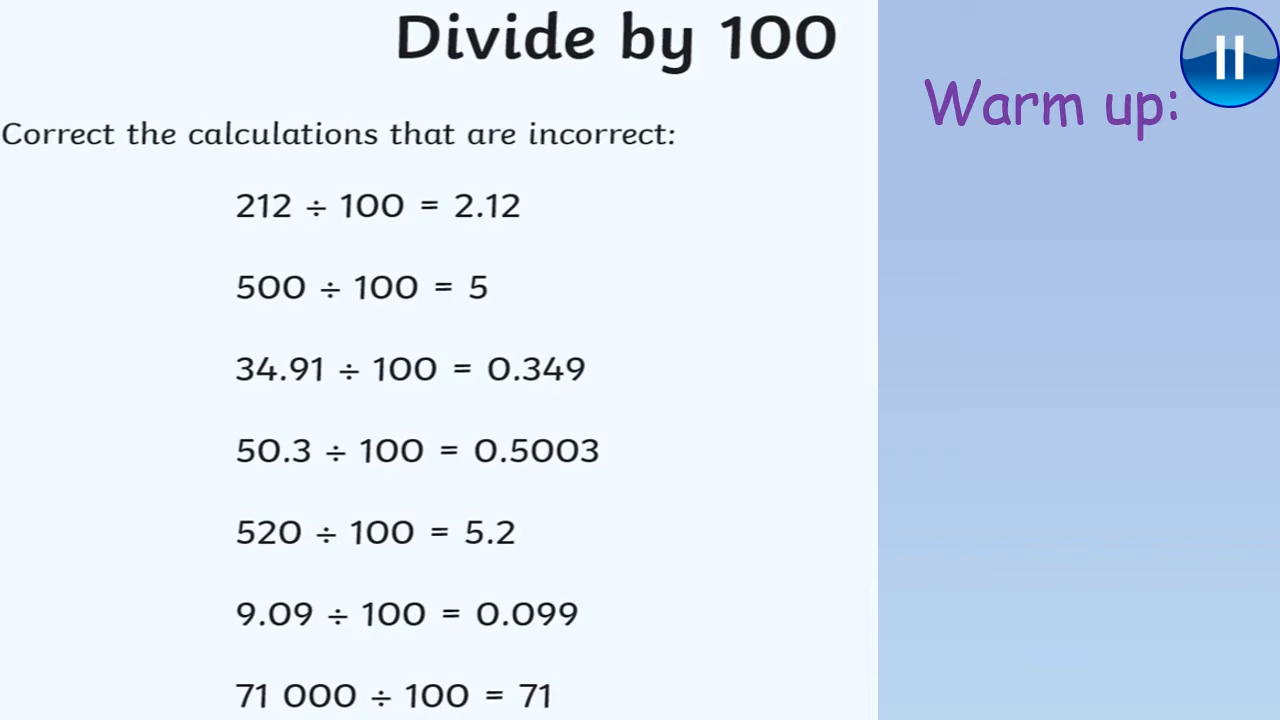 Divide by 100
Warm up:
Correct the calculations that are incorrect:
212 ÷ 100 = 2.12
500 ÷ 100 = 5
34.91 ÷ 100 = 0.349
50.3 ÷ 100 = 0.5003
520 ÷ 100 = 5.2
9.09 ÷ 100 = 0.099
71 000 ÷ 100 = 71